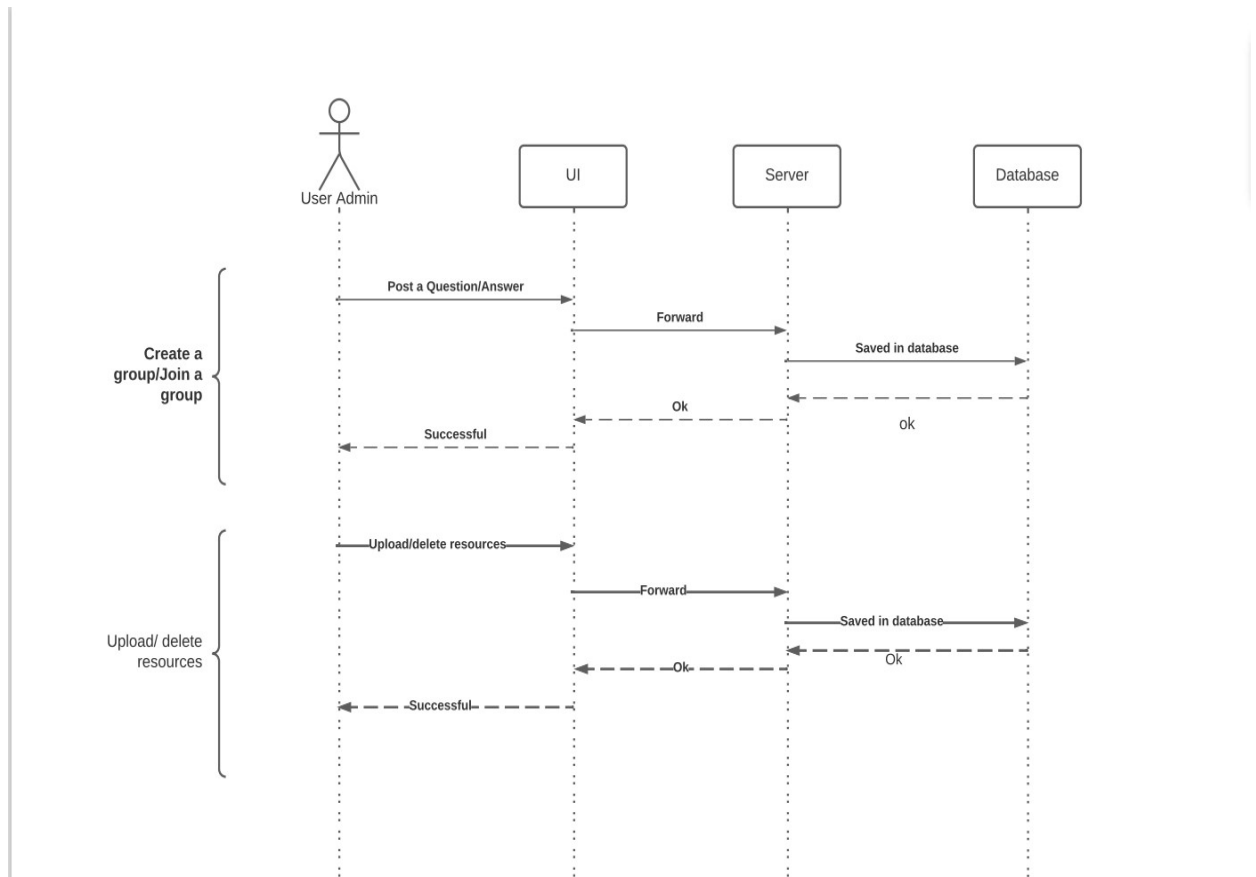 User Admin
UI
Server
Database
Create a
group/Join a
group
Post a Question/Answer
Forward
Saved in database
ok
Ok
Successful
Upload/ delete
resources
Upload/delete resources
Forward
Saved in database
Ok
Ok
Successful